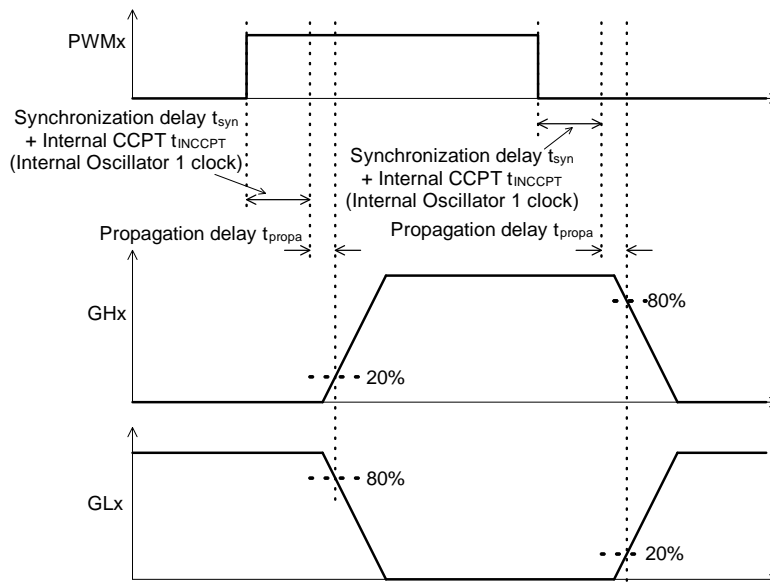 PWMx
Synchronization delay tsyn
+ Internal CCPT tINCCPT
(Internal Oscillator 1 clock)
Synchronization delay tsyn
+ Internal CCPT tINCCPT
(Internal Oscillator 1 clock)
Propagation delay tpropa
Propagation delay tpropa
GHx
80%
20%
GLx
80%
20%